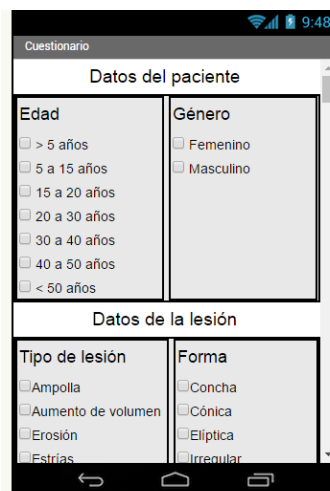 9:48
Cuestionario
Datos del paciente
Edad
> 5 años
5 a 15 años
15 a 20 años
20 a 30 años
30 a 40 años
40 a 50 años
< 50 años
Género
Femenino
Masculino
Datos de la lesión
Tipo de lesión
Ampolla
Aumento de volumen
Erosión
Estrías
Forma
Concha
Cónica
Elíptica
Irregular